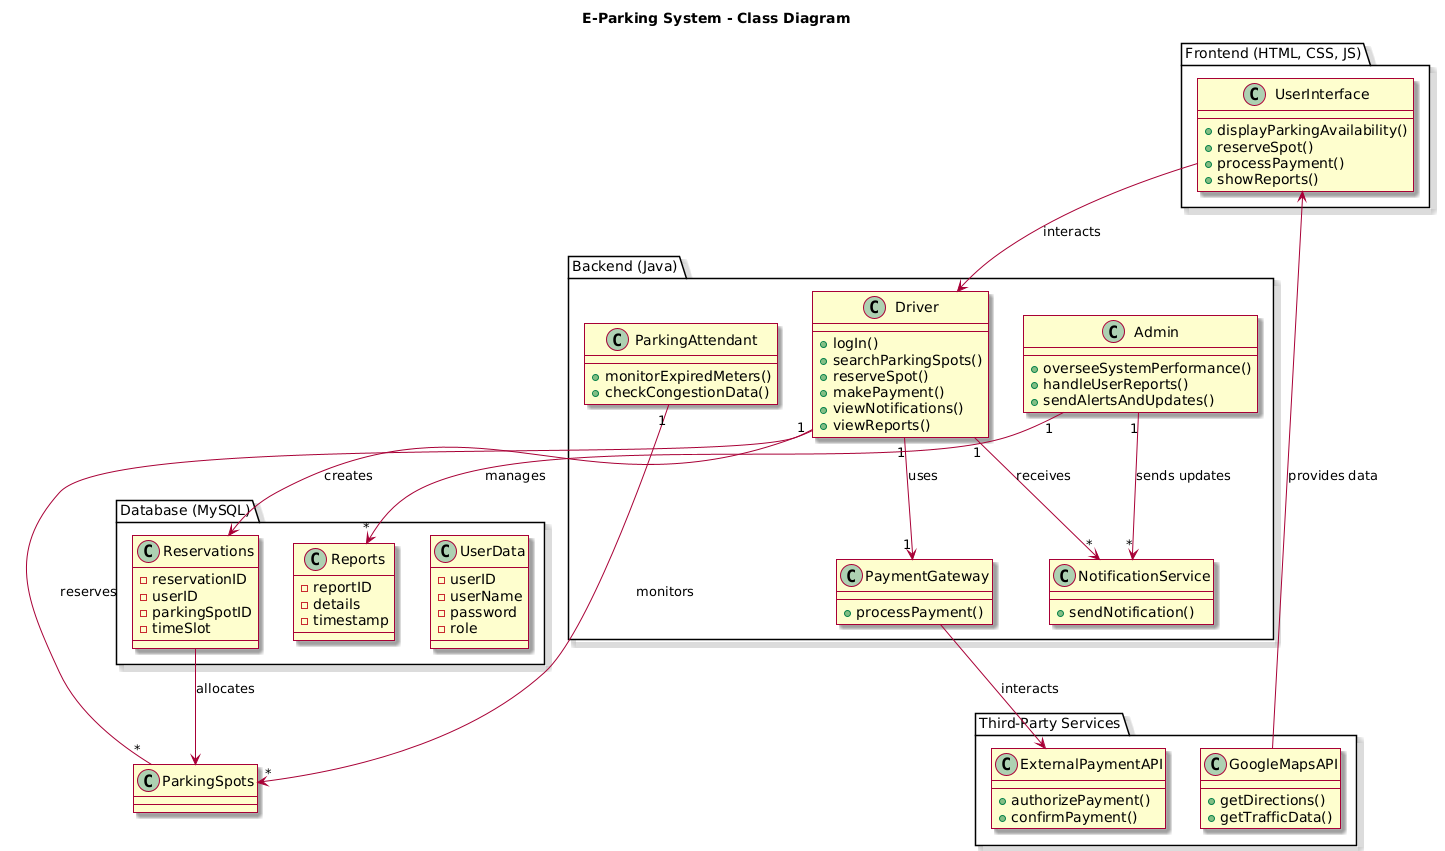 E-Parking System - Class Diagram
Frontend (HTML, CSS, JS)
C UserInterface
displayParkingAvailability()
reserveSpot()
processPayment()
showReports()
interacts
Backend (Java)
C ParkingAttendant
monitorExpiredMeters()
checkCongestionData()
C Driver
logIn()
searchParkingSpots()
reserveSpot()
makePayment()
viewNotifications()
viewReports()
C Admin
overseeSystemPerformance()
handleUserReports()
sendAlertsAndUpdates()
1
1
1
1
1
1
creates
manages
uses
receives
sends updates
provides data
Database (MySQL)
C Reservations
reservationID
userID
parkingSpotID
timeSlot
*
C Reports
reportID
details
timestamp
C UserData
userID
userName
password
role
1
C PaymentGateway
processPayment()
*
*
C NotificationService
sendNotification()
reserves
monitors
allocates
interacts
*
*
C ParkingSpots
Third-Party Services
C ExternalPaymentAPI
authorizePayment()
confirmPayment()
C GoogleMapsAPI
getDirections()
getTrafficData()